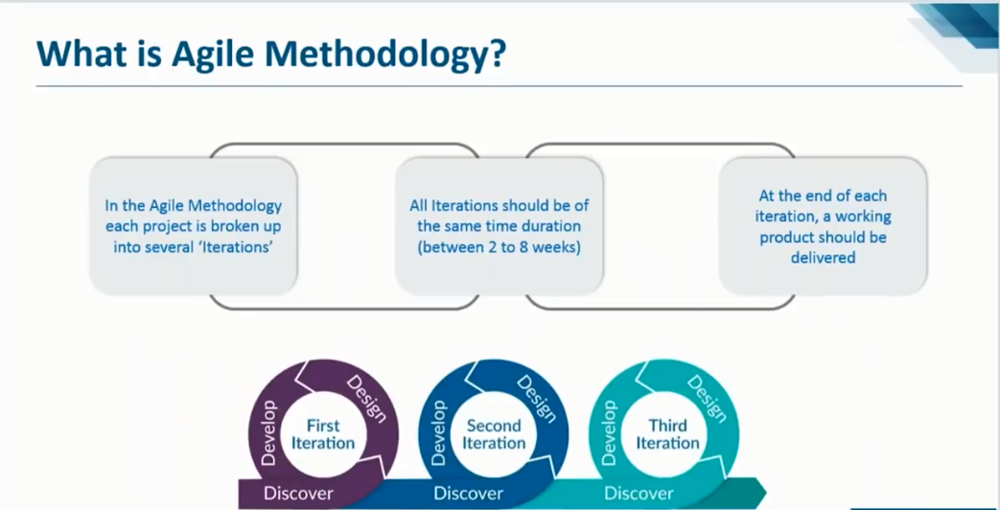 What is Agile Methodology?
In the Agile Methodology
each project is broken up
into several ‘Iterations’
All Iterations should be of
the same time duration
(between 2 to 8 weeks)
At the end of each
iteration, a working
product should be
delivered
Develop
Design
First
Iteration
Discover
Develop
Design
Second
Iteration
Discover
Develop
Design
Third
Iteration
Discover